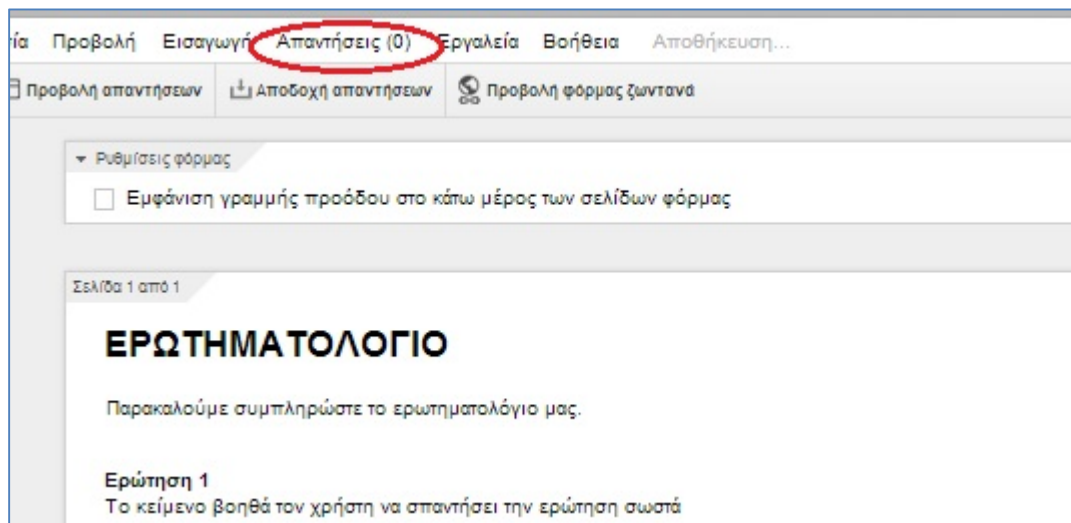 ία Προβολή Εισαγωγή Απαντήσεις (0) Εργαλεία Βοήθεια Αποθήκευση...
Προβολή απαντήσεων Αποδοχή απαντήσεων Προβολή φόρμας ζωντανά
Ρυθμίσεις φόρμας
Εμφάνιση γραμμής προόδου στο κάτω μέρος των σελίδων φόρμας
Σελίδα 1 από 1
ΕΡΩΤΗΜΑΤΟΛΟΓΙΟ
Παρακαλούμε συμπληρώστε το ερωτηματολόγιο μας.
Ερώτηση 1
Το κείμενο βοηθά τον χρήστη να απαντήσει την ερώτηση σωστά